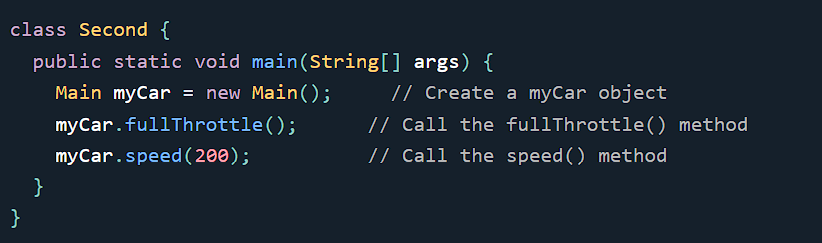 class Second {
  public static void main(String[] args) {
    Main myCar = new Main();     // Create a myCar object
    myCar.fullThrottle();      // Call the fullThrottle() method
    myCar.speed(200);          // Call the speed() method
  }
}